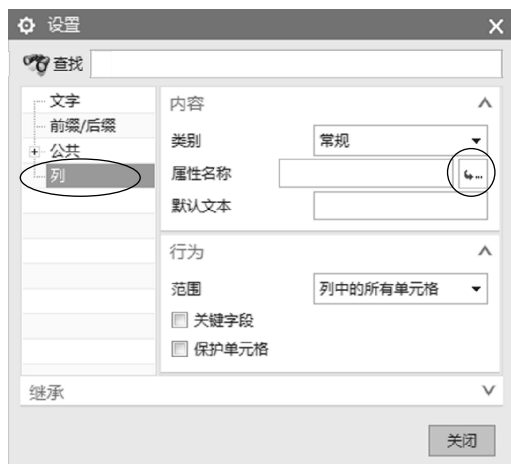 设置
查找
文字
前缀/后缀
公共
列
内容
类别 常规
属性名称
默认文本
行为
范围 列中的所有单元格
关键字段
保护单元格
继承
关闭